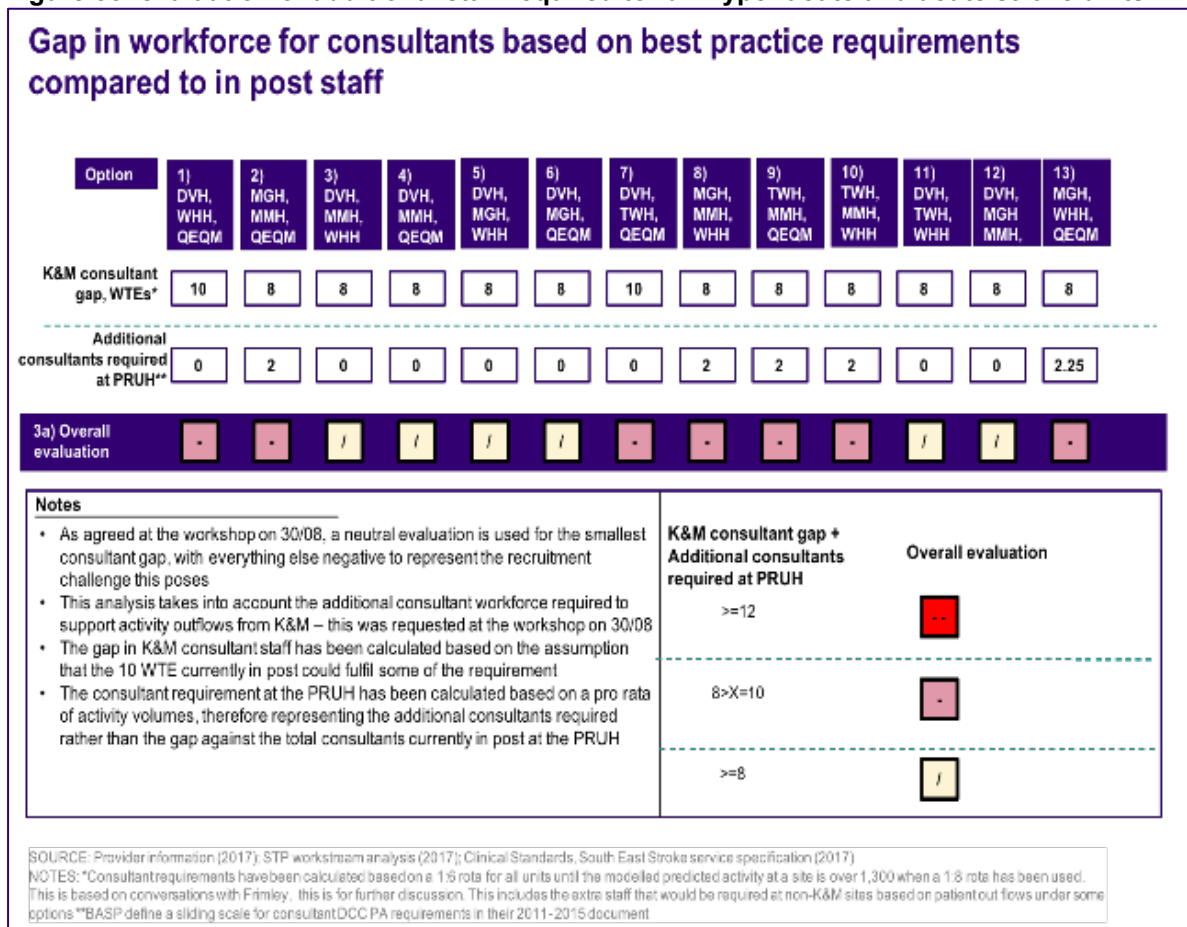 Gap in workforce for consultants based on best practice requirements
compared to in post staff
Option
1) DVH, WHH, QEQM
2) MGH, MMH, QEQM
3) DVH, MMH, WHH
4) DVH, MMH, QEQM
5) DVH, MGH, WHH
6) DVH, MGH, QEQM
7) DVH, TWH, QEQM
8) MGH, MMH, WHH
9) TWH, MMH, QEQM
10) TWH, MMH, WHH
11) DVH, TWH, WHH
12) DVH, MGH MMH,
13) MGH, WHH, QEQM
K&M consultant
gap, WTEs*
10 8 8 8 8 8 10 8 8 8 8 8 8
Additional
consultants required
at PRUH**
0 2 0 0 0 0 0 2 2 2 0 0 2.25
3a) Overall
evaluation
- - / / / / - - - - / / -
Notes
• As agreed at the workshop on 30/08, a neutral evaluation is used for the smallest
consultant gap, with everything else negative to represent the recruitment
challenge this poses
• This analysis takes into account the additional consultant workforce required to
support activity outflows from K&M – this was requested at the workshop on 30/08
• The gap in K&M consultant staff has been calculated based on the assumption
that the 10 WTE currently in post could fulfil some of the requirement
• The consultant requirement at the PRUH has been calculated based on a pro rata
of activity volumes, therefore representing the additional consultants required
rather than the gap against the total consultants currently in post at the PRUH
K&M consultant gap +
Additional consultants
required at PRUH
Overall evaluation
>=12
--
8>X=10
-
>=8
/
SOURCE: Provider information (2017); STP workstream analysis (2017); Clinical Standards, South East Stroke service specification (2017)
NOTES: *Consultant requirements have been calculated based on a 1:6 rota for all units until the modelled predicted activity at a site is over 1,300 when a 1:8 rota has been used.
This is based on conversations with Frimley, this is for further discussion. This includes the extra staff that would be required at non-K&M sites based on patient out flows under some
options **BASP define a sliding scale for consultant DCC PA requirements in their 2011-2015 document